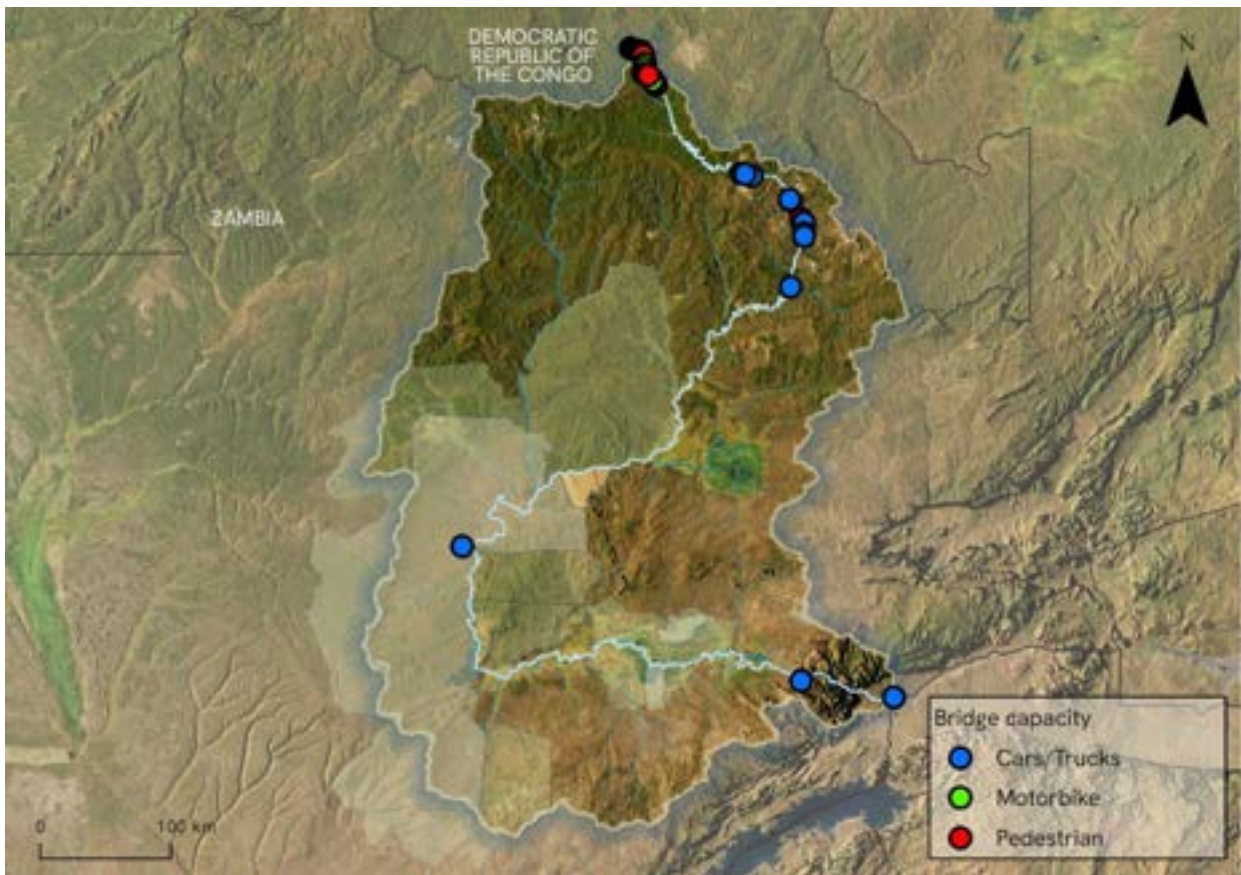 DEMOCRATIC
REPUBLIC OF
THE CONGO
N
ZAMBIA
Bridge capacity
Cars/Trucks
Motorbike
Pedestrian
0 100 km